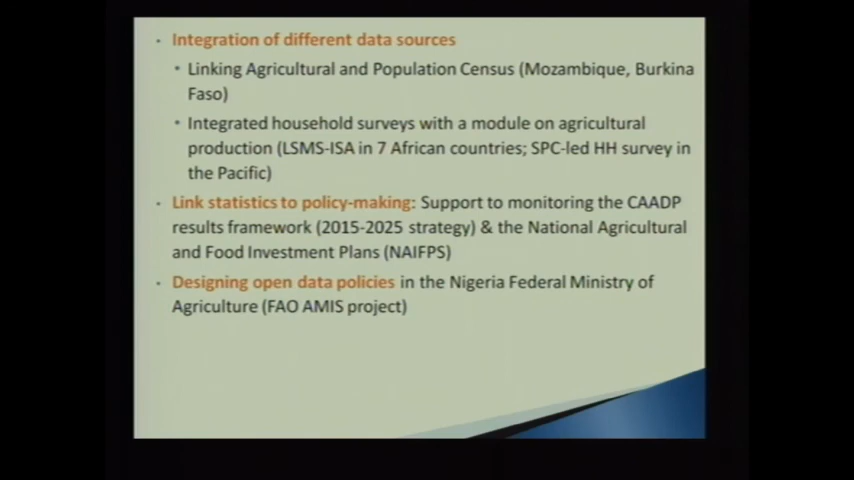 • Integration of different data sources
• Linking Agricultural and Population Census (Mozambique, Burkina
Faso)
• Integrated household surveys with a module on agricultural
production (LSMS-ISA in 7 African countries; SPC-led HH survey in
the Pacific)
• Link statistics to policy-making: Support to monitoring the CAADP
results framework (2015-2025 strategy) & the National Agricultural
and Food Investment Plans (NAIFPS)
• Designing open data policies in the Nigeria Federal Ministry of
Agriculture (FAO AMIS project)